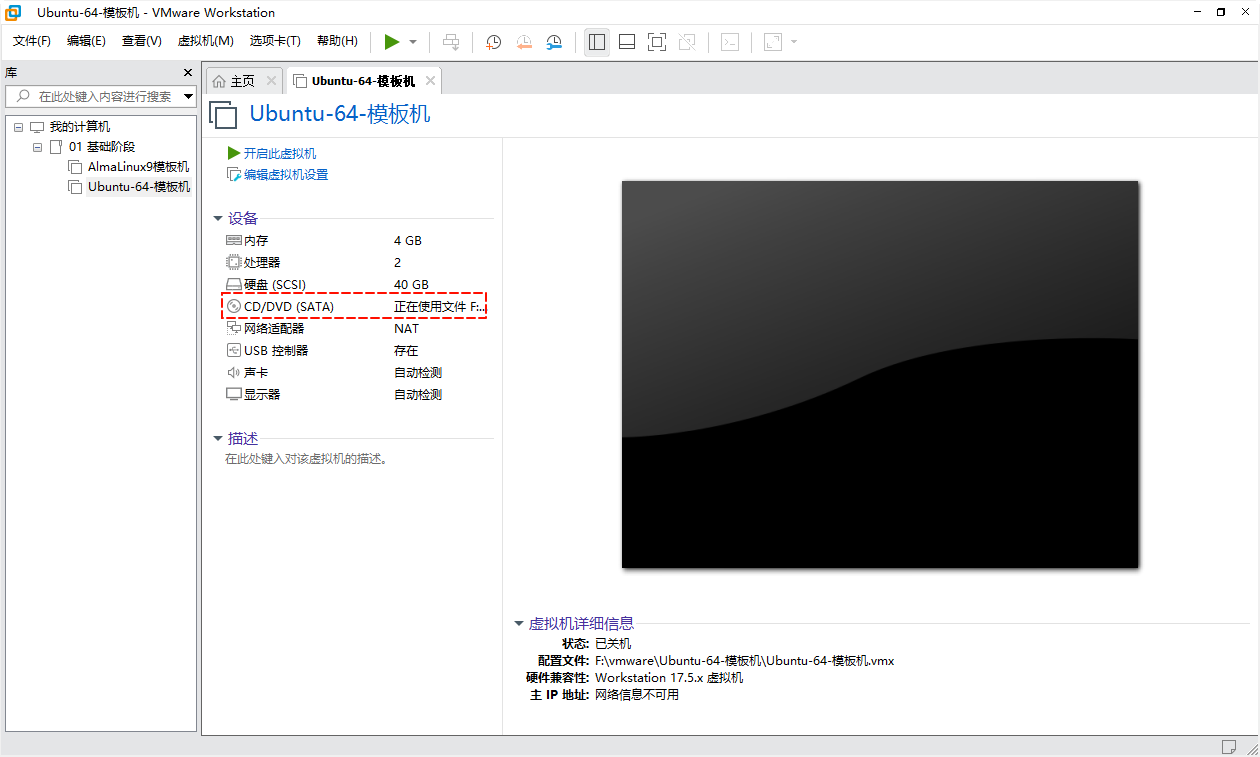 Ubuntu-64-模板机 - VMware Workstation
文件(F) 编辑(E) 查看(V) 虚拟机(M) 选项卡(T) 帮助(H)
库
在此处键入内容进行搜索
我的计算机
01 基础阶段
AlmaLinux9模板机
Ubuntu-64-模板机
主页 Ubuntu-64-模板机
Ubuntu-64-模板机
开启此虚拟机
编辑虚拟机设置
设备
内存 4 GB
处理器 2
硬盘 (SCSI) 40 GB
CD/DVD (SATA) 正在使用文件 F:...
网络适配器 NAT
USB 控制器 存在
声卡 自动检测
显示器 自动检测
描述
在此处键入对该虚拟机的描述。
虚拟机详细信息
状态: 已关机
配置文件: F:\vmware\Ubuntu-64-模板机\Ubuntu-64-模板机.vmx
硬件兼容性: Workstation 17.5.x 虚拟机
主 IP 地址: 网络信息不可用